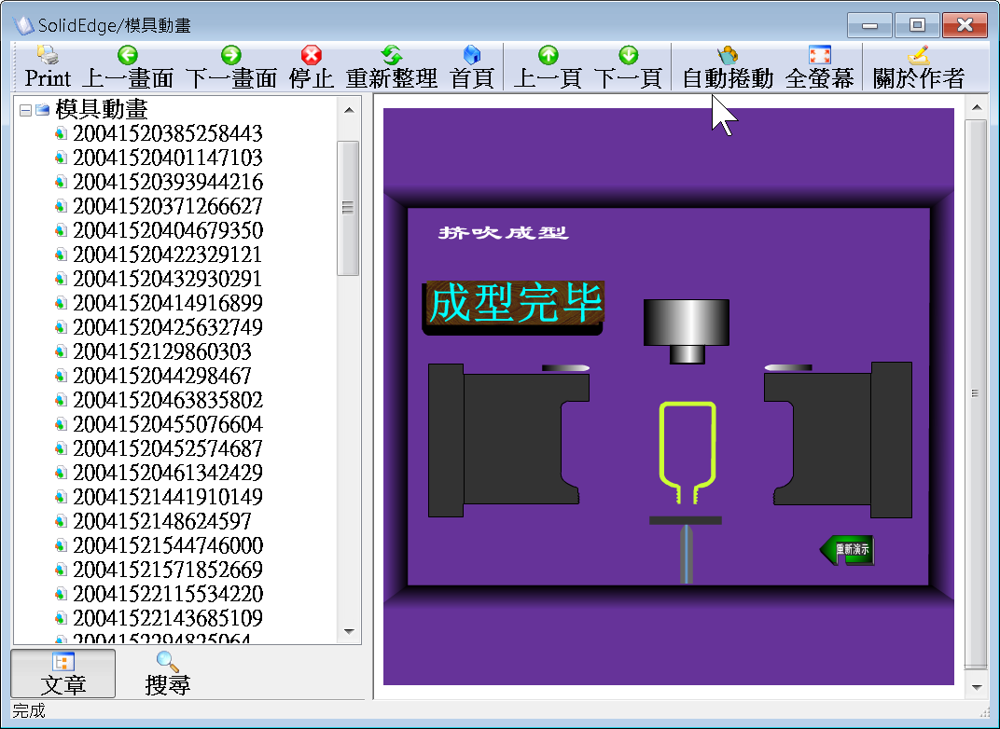 SolidEdge/模具動畫
Print 上一畫面 下一畫面 停止 重新整理 首頁 上一頁 下一頁 自動捲動 全螢幕 關於作者
模具動畫
20041520385258443
20041520401147103
20041520393944216
20041520371266627
20041520404679350
20041520422329121
20041520432930291
20041520414916899
20041520425632749
2004152129860303
2004152044298467
20041520463835802
20041520455076604
20041520452574687
20041520461342429
20041521441910149
2004152148624597
20041521544746000
20041521571852669
20041522115534220
20041522143685109
2004152294825064
挤吹成型
成型完毕
重新演示
文章 搜尋
完成